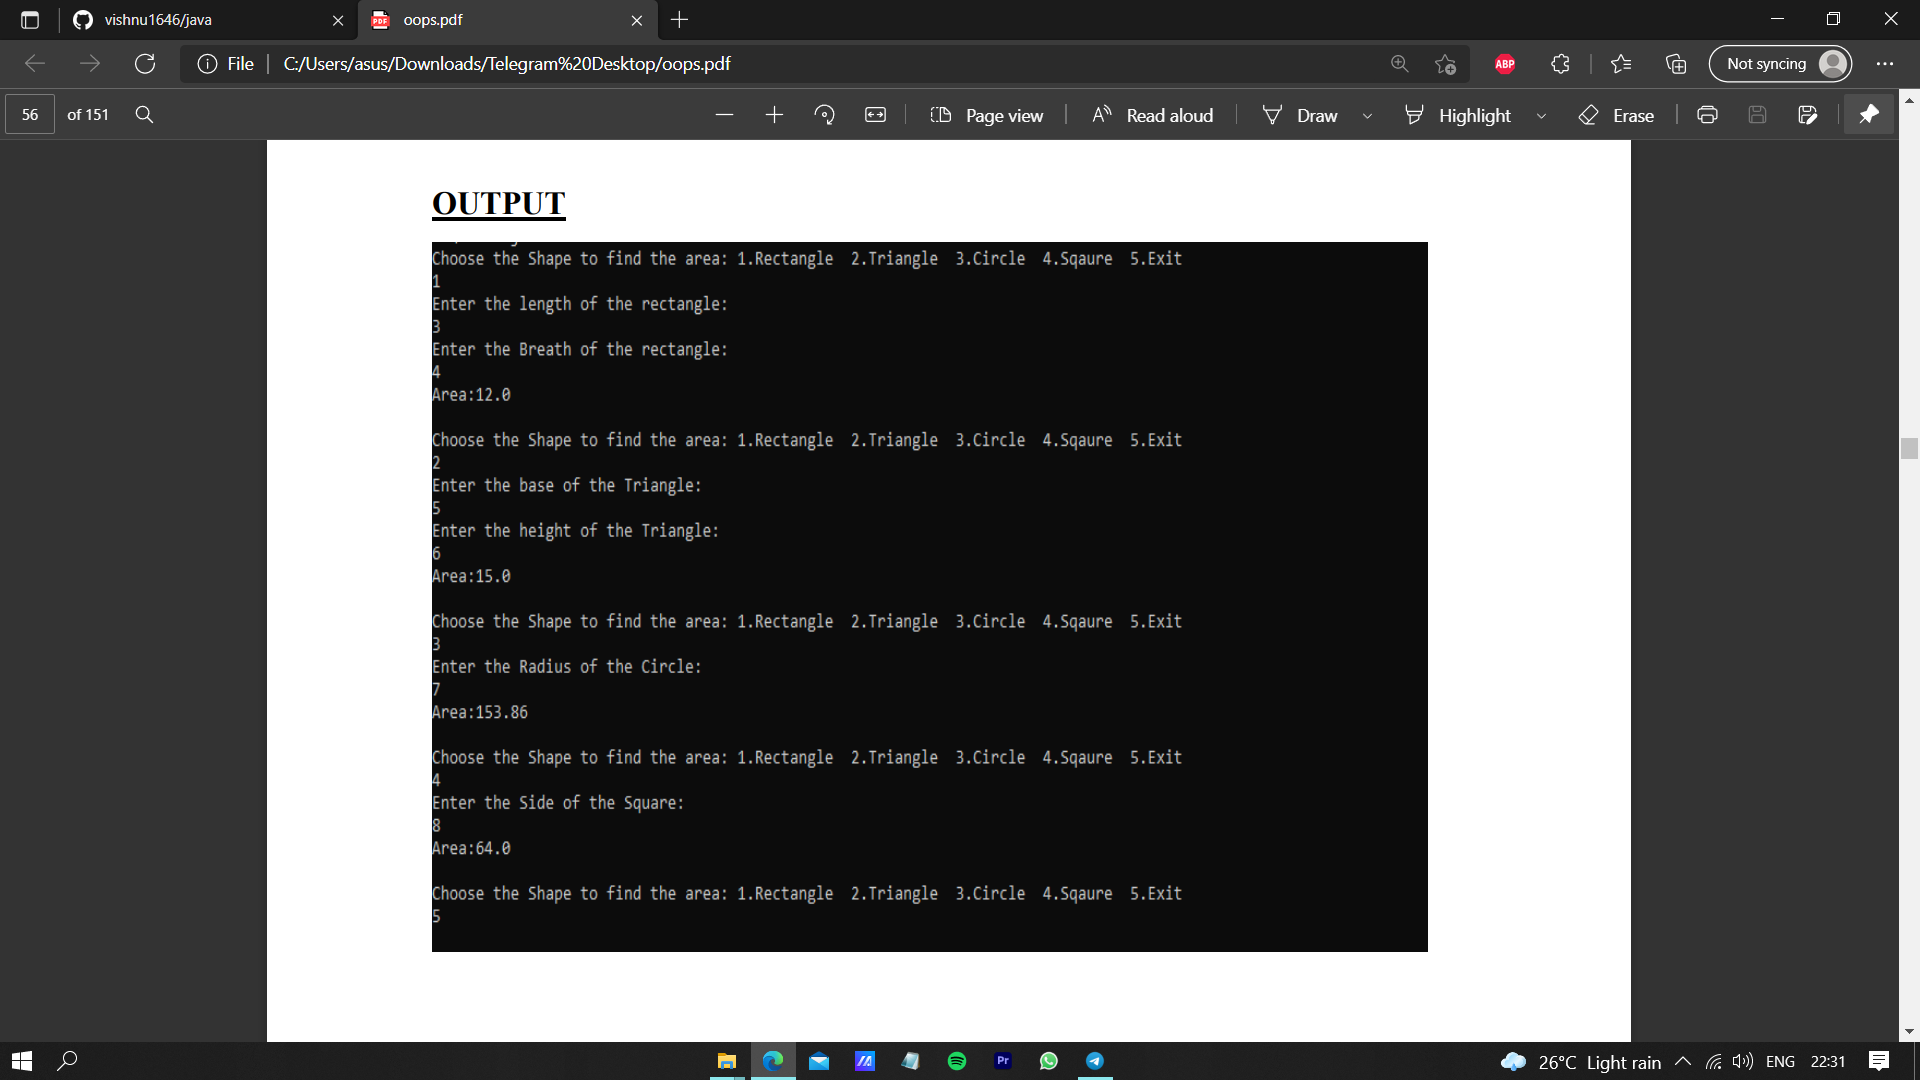 vishnu1646/java
oops.pdf
File
C:/Users/asus/Downloads/Telegram%20Desktop/oops.pdf
ABP
Not syncing
56 of 151
Page view
Read aloud
Draw
Highlight
Erase
OUTPUT
Choose the Shape to find the area: 1.Rectangle 2.Triangle 3.Circle 4.Sqaure 5.Exit
1
Enter the length of the rectangle:
3
Enter the Breath of the rectangle:
4
Area:12.0
Choose the Shape to find the area: 1.Rectangle 2.Triangle 3.Circle 4.Sqaure 5.Exit
2
Enter the base of the Triangle:
5
Enter the height of the Triangle:
6
Area:15.0
Choose the Shape to find the area: 1.Rectangle 2.Triangle 3.Circle 4.Sqaure 5.Exit
3
Enter the Radius of the Circle:
7
Area:153.86
Choose the Shape to find the area: 1.Rectangle 2.Triangle 3.Circle 4.Sqaure 5.Exit
4
Enter the Side of the Square:
8
Area:64.0
Choose the Shape to find the area: 1.Rectangle 2.Triangle 3.Circle 4.Sqaure 5.Exit
5
Pr
26°C Light rain
ENG
22:31